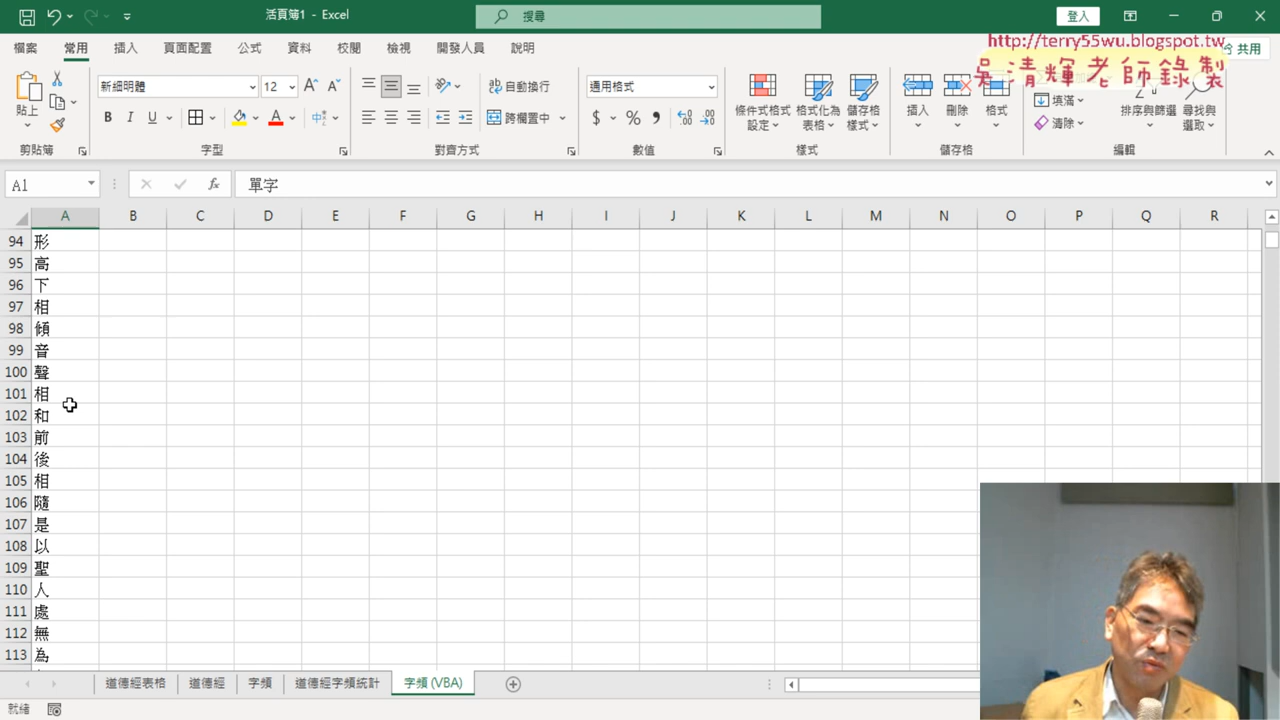 活頁簿1 - Excel
搜尋
登入
http://terry55wu.blogspot.tw
吳清輝老師錄製
檔案 常用 插入 頁面配置 公式 資料 校閱 檢視 開發人員 說明 共用
貼上
剪貼簿
新細明體 12 A A
B I U A 中
字型
自動換行
跨欄置中
對齊方式
通用格式
$ %
數值
條件式格式設定
格式化為表格
儲存格樣式
樣式
插入 刪除 格式
儲存格
填滿
清除
排序與篩選
尋找與選取
編輯
A1 fx 單字
A B C D E F G H I J K L M N O P Q R
94 形
95 高
96 下
97 相
98 傾
99 音
100 聲
101 相
102 和
103 前
104 後
105 相
106 隨
107 是
108 以
109 聖
110 人
111 處
112 無
113 為
道德經表格 道德經 字頻 道德經字頻統計 字頻 (VBA)
就緒